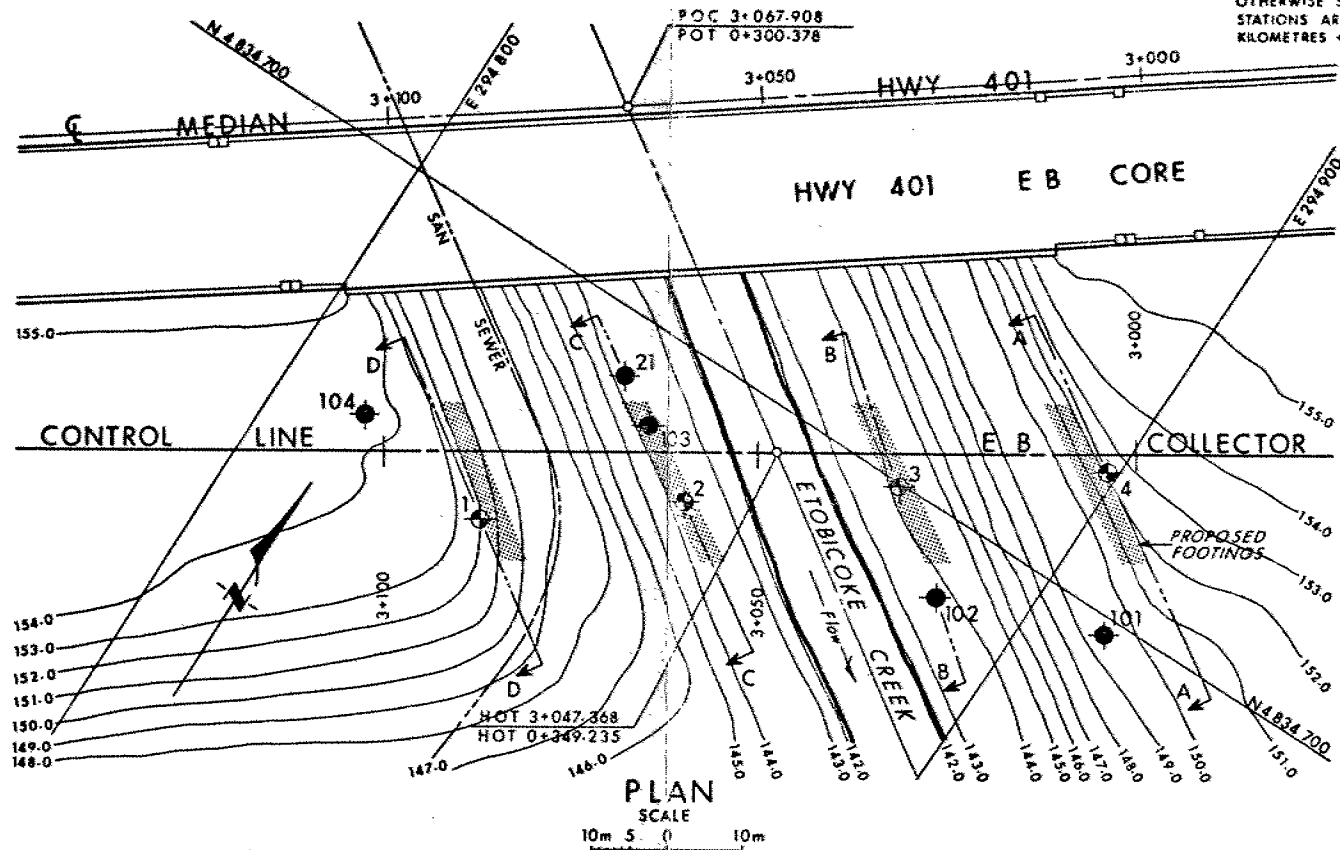 OTHERWISE
STATIONS
KILOMETRES
POC 3+067.908
POT 0+300.378
N 4 834 700
E 294 800
3+100
3+050
3+000
HWY 401
℄ MEDIAN
HWY 401 E B CORE
E 294 900
SAN
SEWER
155.0
D
C
21
B
A
3+000
104
103
155.0
CONTROL LINE
E B COLLECTOR
1
2
3
4
154.0
PROPOSED
FOOTINGS
ETOBICOKE CREEK
Flow
N
3+100
3+050
102
101
153.0
152.0
154.0
153.0
152.0
151.0
150.0
149.0
148.0
D
C
B
A
N 4 834 700
HOT 3+047.368
HOT 0+349.235
147.0
146.0
145.0
144.0
143.0
142.0
142.0
143.0
144.0
145.0
146.0
147.0
148.0
149.0
150.0
151.0
PLAN
SCALE
10m 5 0 10m